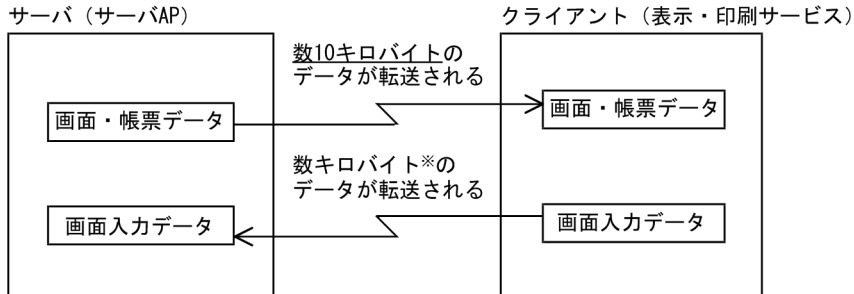 サーバ（サーバAP）
クライアント（表示・印刷サービス）
数10キロバイトの
データが転送される
画面・帳票データ
画面・帳票データ
数キロバイト※の
データが転送される
画面入力データ
画面入力データ